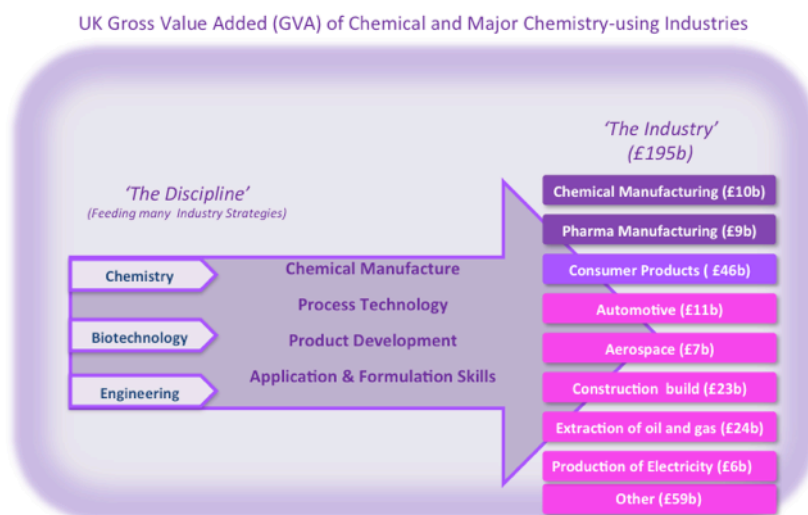 UK Gross Value Added (GVA) of Chemical and Major Chemistry-using Industries
'The Discipline'
(Feeding many Industry Strategies)
Chemistry
Biotechnology
Engineering
Chemical Manufacture
Process Technology
Product Development
Application & Formulation Skills
'The Industry'
(£195b)
Chemical Manufacturing (£10b)
Pharma Manufacturing (£9b)
Consumer Products ( £46b)
Automotive (£11b)
Aerospace (£7b)
Construction build (£23b)
Extraction of oil and gas (£24b)
Production of Electricity (£6b)
Other (£59b)